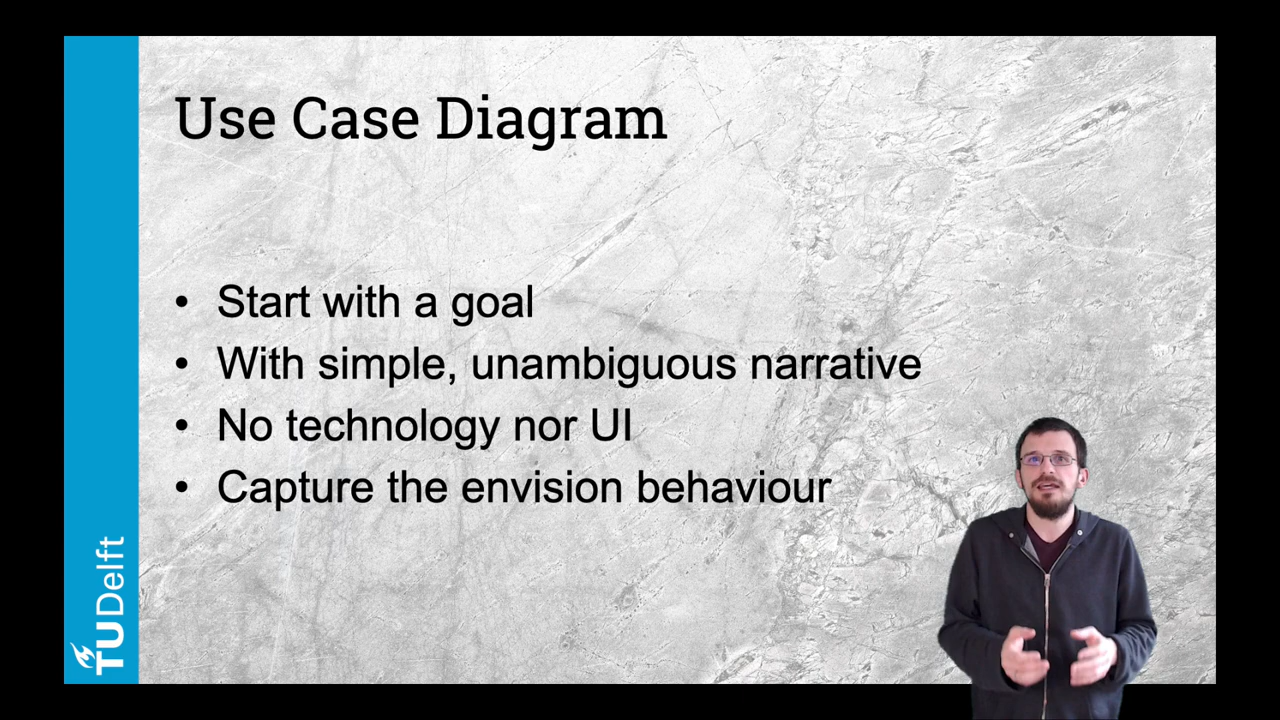 Use Case Diagram
• Start with a goal
• With simple, unambiguous narrative
• No technology nor UI
• Capture the envision behaviour
TUDelft